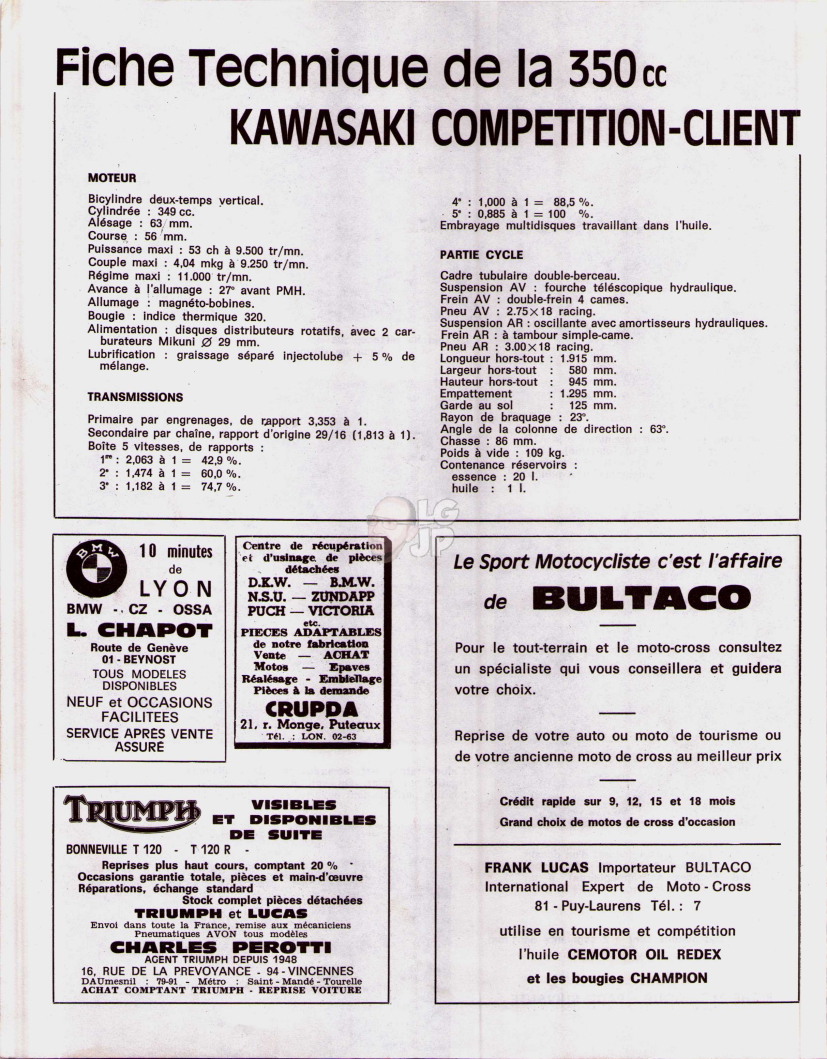 Fiche Technique de la 350 cc
KAWASAKI COMPETITION-CLIENT
MOTEUR
Bicylindre deux-temps vertical.
Cylindrée : 349 cc.
Alésage : 63 mm.
Course : 56 mm.
Puissance maxi : 53 ch à 9.500 tr/mn.
Couple maxi : 4,04 mkg à 9.250 tr/mn.
Régime maxi : 11.000 tr/mn.
Avance à l'allumage : 27° avant PMH.
Allumage : magnéto-bobines.
Bougie : indice thermique 320.
Alimentation : disques distributeurs rotatifs, avec 2 car-
burateurs Mikuni Ø 29 mm.
Lubrification : graissage séparé injectolube + 5 % de
mélange.
TRANSMISSIONS
Primaire par engrenages, de rapport 3,353 à 1.
Secondaire par chaîne, rapport d'origine 29/16 (1,813 à 1).
Boîte 5 vitesses, de rapports :
1re : 2,063 à 1 = 42,9 %.
2e : 1,474 à 1 = 60,0 %.
3e : 1,182 à 1 = 74,7 %.
4e : 1,000 à 1 = 88,5 %.
5e : 0,885 à 1 = 100 %.
Embrayage multidisques travaillant dans l'huile.
PARTIE CYCLE
Cadre tubulaire double-berceau.
Suspension AV : fourche téléscopique hydraulique.
Frein AV : double-frein 4 cames.
Pneu AV : 2.75×18 racing.
Suspension AR : oscillante avec amortisseurs hydrauliques.
Frein AR : à tambour simple-came.
Pneu AR : 3.00×18 racing.
Longueur hors-tout : 1.915 mm.
Largeur hors-tout : 580 mm.
Hauteur hors-tout : 945 mm.
Empattement : 1.295 mm.
Garde au sol : 125 mm.
Rayon de braquage : 23°.
Angle de la colonne de direction : 63°.
Chasse : 86 mm.
Poids à vide : 109 kg.
Contenance réservoirs :
essence : 20 l.
huile : 1 l.
LG
JP
BMW
10 minutes
de
LYON
BMW - CZ - OSSA
L. CHAPOT
Route de Genève
01 - BEYNOST
TOUS MODELES
DISPONIBLES
NEUF et OCCASIONS
FACILITEES
SERVICE APRES VENTE
ASSURÉ
Centre de récupération
et d'usinage de pièces
détachées
D.K.W. — B.M.W.
N.S.U. — ZUNDAPP
PUCH — VICTORIA
etc.
PIECES ADAPTABLES
de notre fabrication
Vente — ACHAT
Motos — Epaves
Réalésage - Embiellage
Pièces à la demande
CRUPDA
21, r. Monge, Puteaux
Tél. : LON. 02-63
TRIUMPH
VISIBLES
ET DISPONIBLES
DE SUITE
BONNEVILLE T 120 - T 120 R -
Reprises plus haut cours, comptant 20 %
Occasions garantie totale, pièces et main-d'œuvre
Réparations, échange standard
Stock complet pièces détachées
TRIUMPH et LUCAS
Envoi dans toute la France, remise aux mécaniciens
Pneumatiques AVON tous modèles
CHARLES PEROTTI
AGENT TRIUMPH DEPUIS 1948
16, RUE DE LA PREVOYANCE - 94 - VINCENNES
DAUmesnil : 79-91 - Métro : Saint - Mandé - Tourelle
ACHAT COMPTANT TRIUMPH - REPRISE VOITURE
Le Sport Motocycliste c'est l'affaire
de BULTACO
Pour le tout-terrain et le moto-cross consultez
un spécialiste qui vous conseillera et guidera
votre choix.
Reprise de votre auto ou moto de tourisme ou
de votre ancienne moto de cross au meilleur prix
Crédit rapide sur 9, 12, 15 et 18 mois
Grand choix de motos de cross d'occasion
FRANK LUCAS Importateur BULTACO
International Expert de Moto - Cross
81 - Puy-Laurens Tél. : 7
utilise en tourisme et compétition
l'huile CEMOTOR OIL REDEX
et les bougies CHAMPION